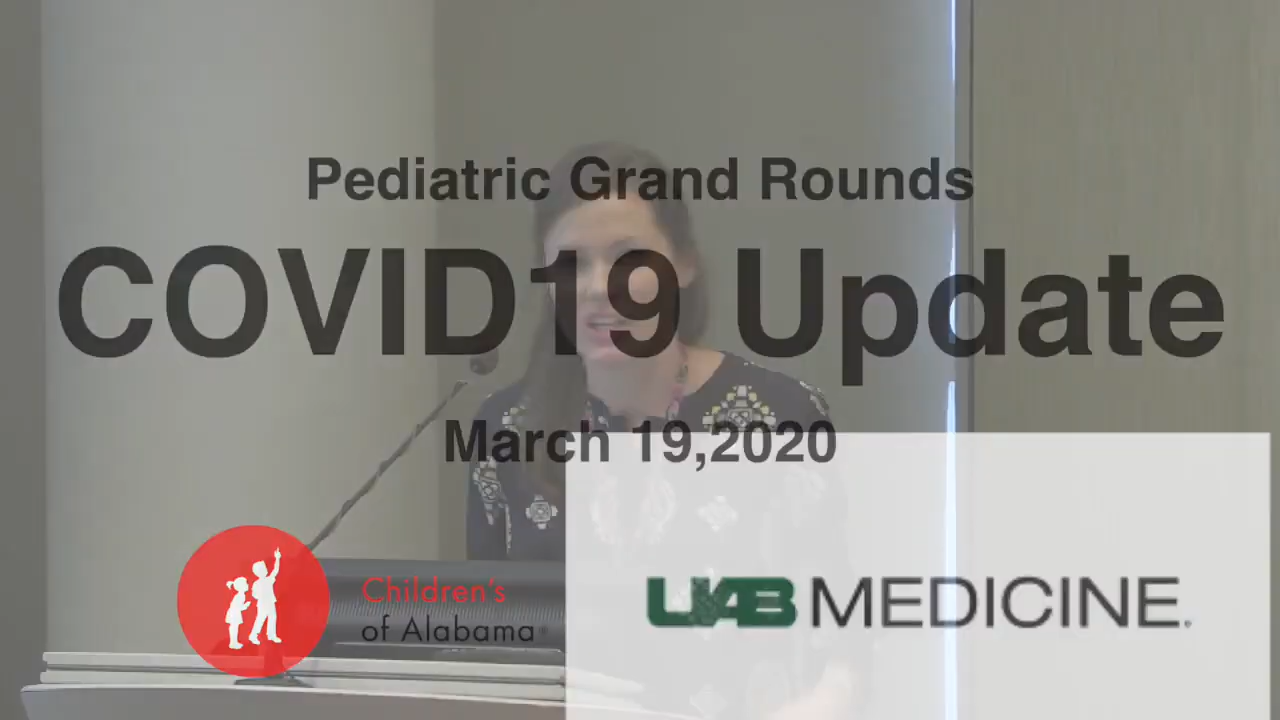 Pediatric Grand Rounds
COVID19 Update
March 19,2020
Children's
of Alabama®
UAB MEDICINE®